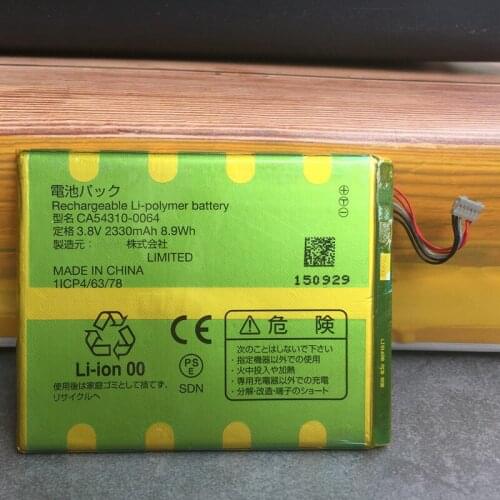 電池パック
Rechargeable Li-polymer battery
型名 CA54310-0064
定格 3.8V 2330mAh 8.9Wh
製造元: 株式会社
LIMITED
MADE IN CHINA
1ICP4/63/78
150929
Li-ion 00
使用後は家庭ゴミとして捨てず、
リサイクルへ
CE
PS
E
SDN
危 険
次のことはしないで下さい
・指定機器以外での使用
・火中投入や加熱
・専用充電器以外での充電
・分解・改造・端子のショート